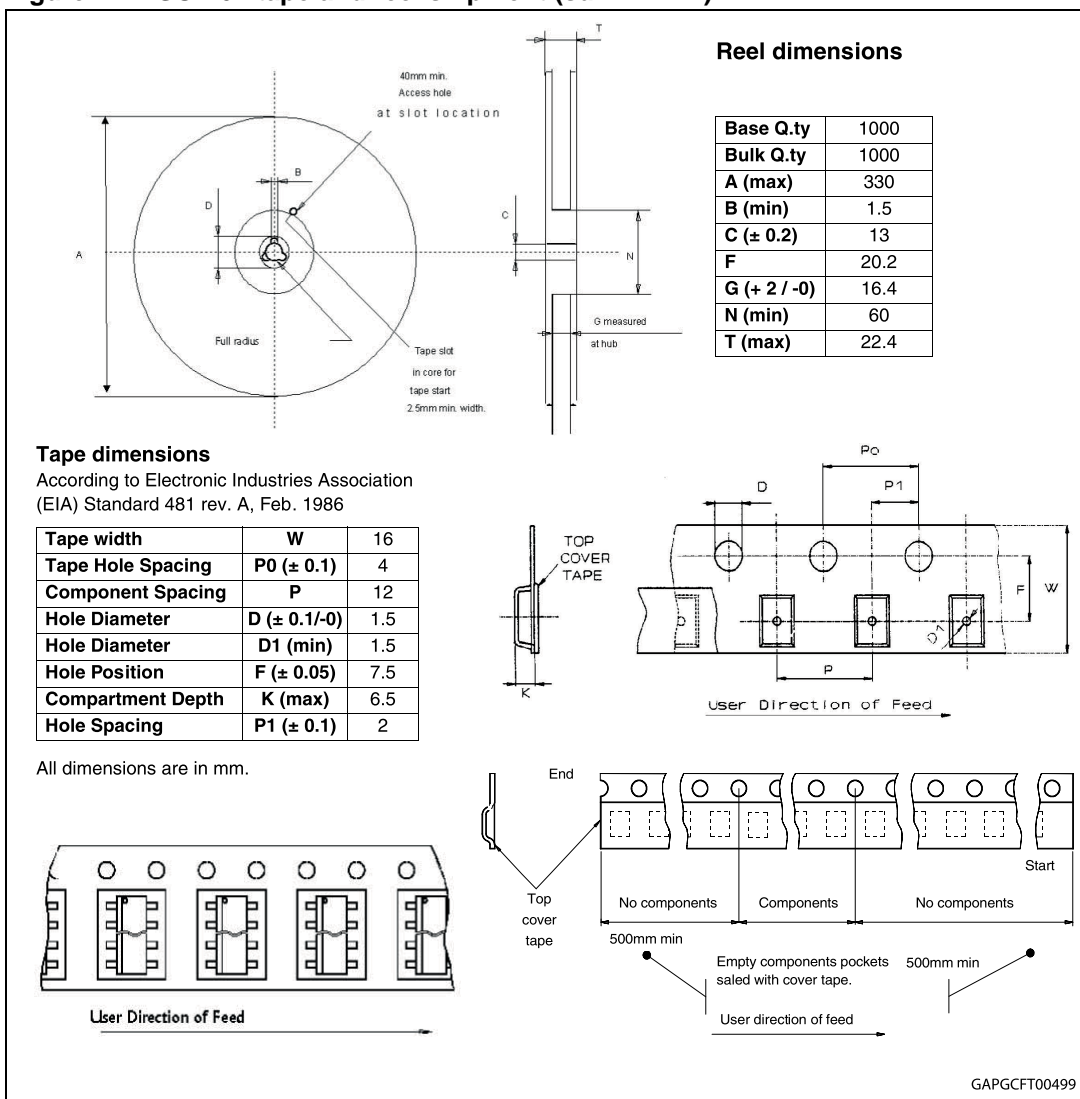 T
Reel dimensions
40mm min.
Access hole
at slot location
B
D
A
C
N
G measured
at hub
Full radius
Tape slot
in core for
tape start
2.5mm min. width.
Base Q.ty 1000
Bulk Q.ty 1000
A (max) 330
B (min) 1.5
C (± 0.2) 13
F 20.2
G (+ 2 / -0) 16.4
N (min) 60
T (max) 22.4
Tape dimensions
According to Electronic Industries Association
(EIA) Standard 481 rev. A, Feb. 1986
Tape width W 16
Tape Hole Spacing P0 (± 0.1) 4
Component Spacing P 12
Hole Diameter D (± 0.1/-0) 1.5
Hole Diameter D1 (min) 1.5
Hole Position F (± 0.05) 7.5
Compartment Depth K (max) 6.5
Hole Spacing P1 (± 0.1) 2
All dimensions are in mm.
Po
D
P1
TOP
COVER
TAPE
F
W
D1
P
K
User Direction of Feed
End
Start
Top
cover
tape
No components
Components
No components
500mm min
Empty components pockets
saled with cover tape.
500mm min
User direction of feed
User Direction of Feed
GAPGCFT00499